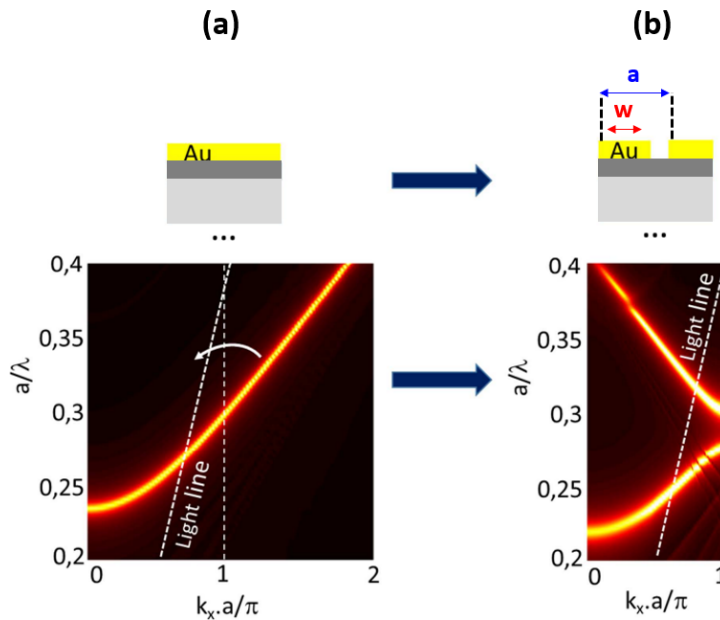 (a)
(b)
a
w
Au
Au
...
...
0,4
0,35
0,3
0,25
0,2
a/λ
Light line
0
1
2
kx.a/π
0,4
0,35
0,3
0,25
0,2
a/λ
Light line
0
1
kx.a/π